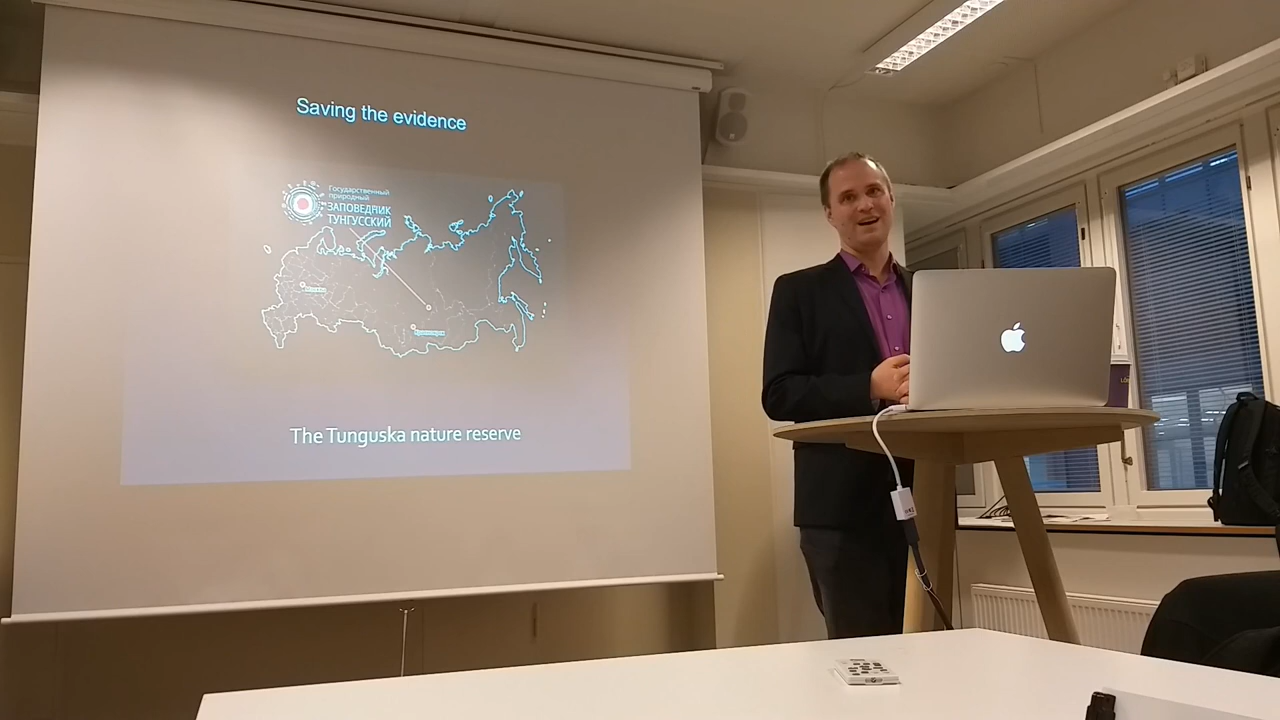 Saving the evidence
Государственный
природный
ЗАПОВЕДНИК
ТУНГУССКИЙ
The Tunguska nature reserve